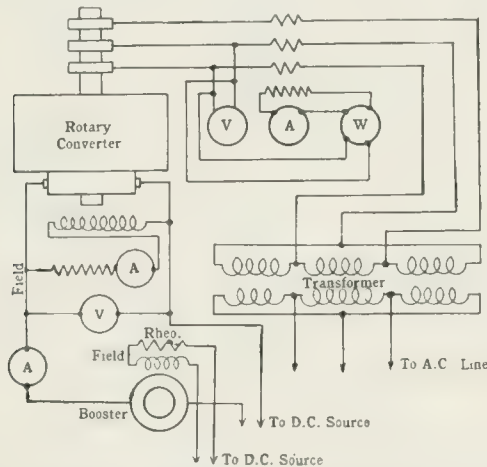 Rotary
Converter
V
A
W
Field
A
V
A
Rheo.
Field
Booster
Transformer
To A.C Line
To D.C. Source
To D.C. Source